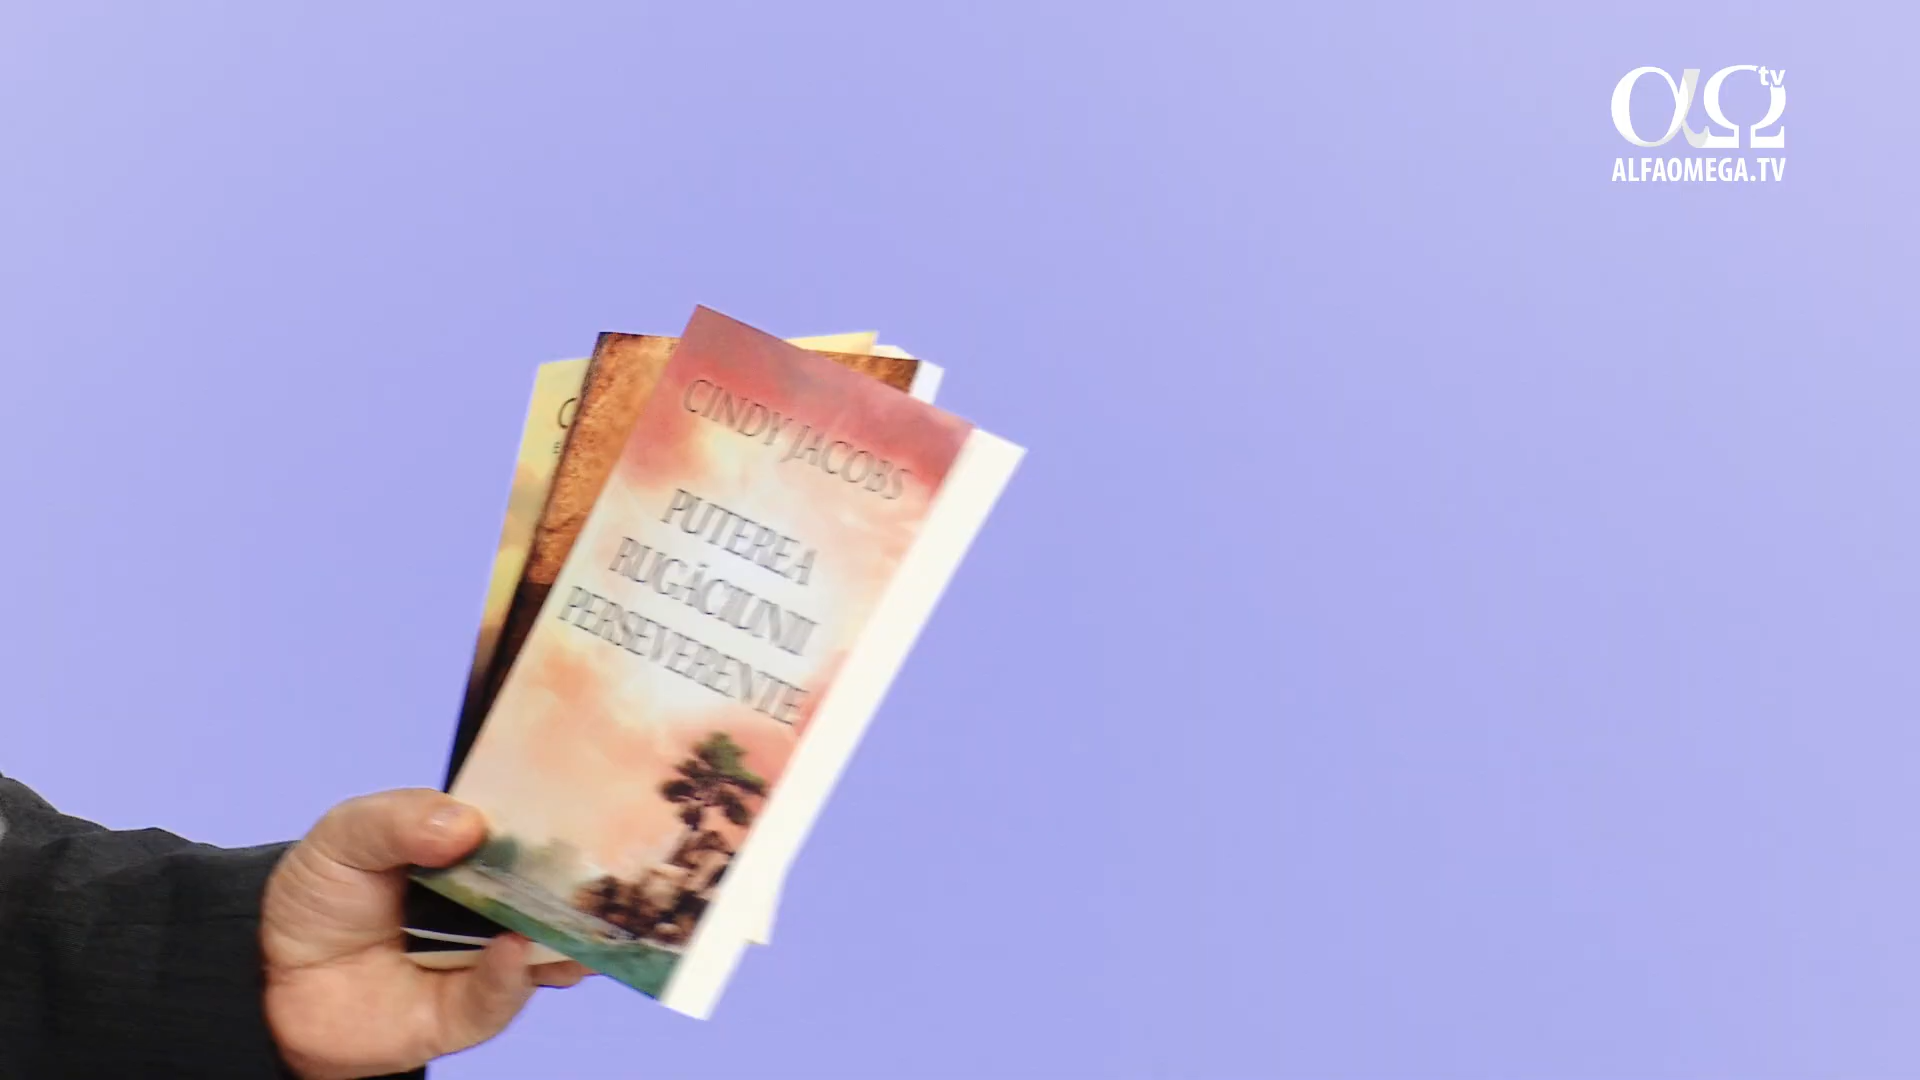 αΩ tv
ALFAOMEGA.TV
CINDY JACOBS
PUTEREA
RUGĂCIUNII
PERSEVERENTE